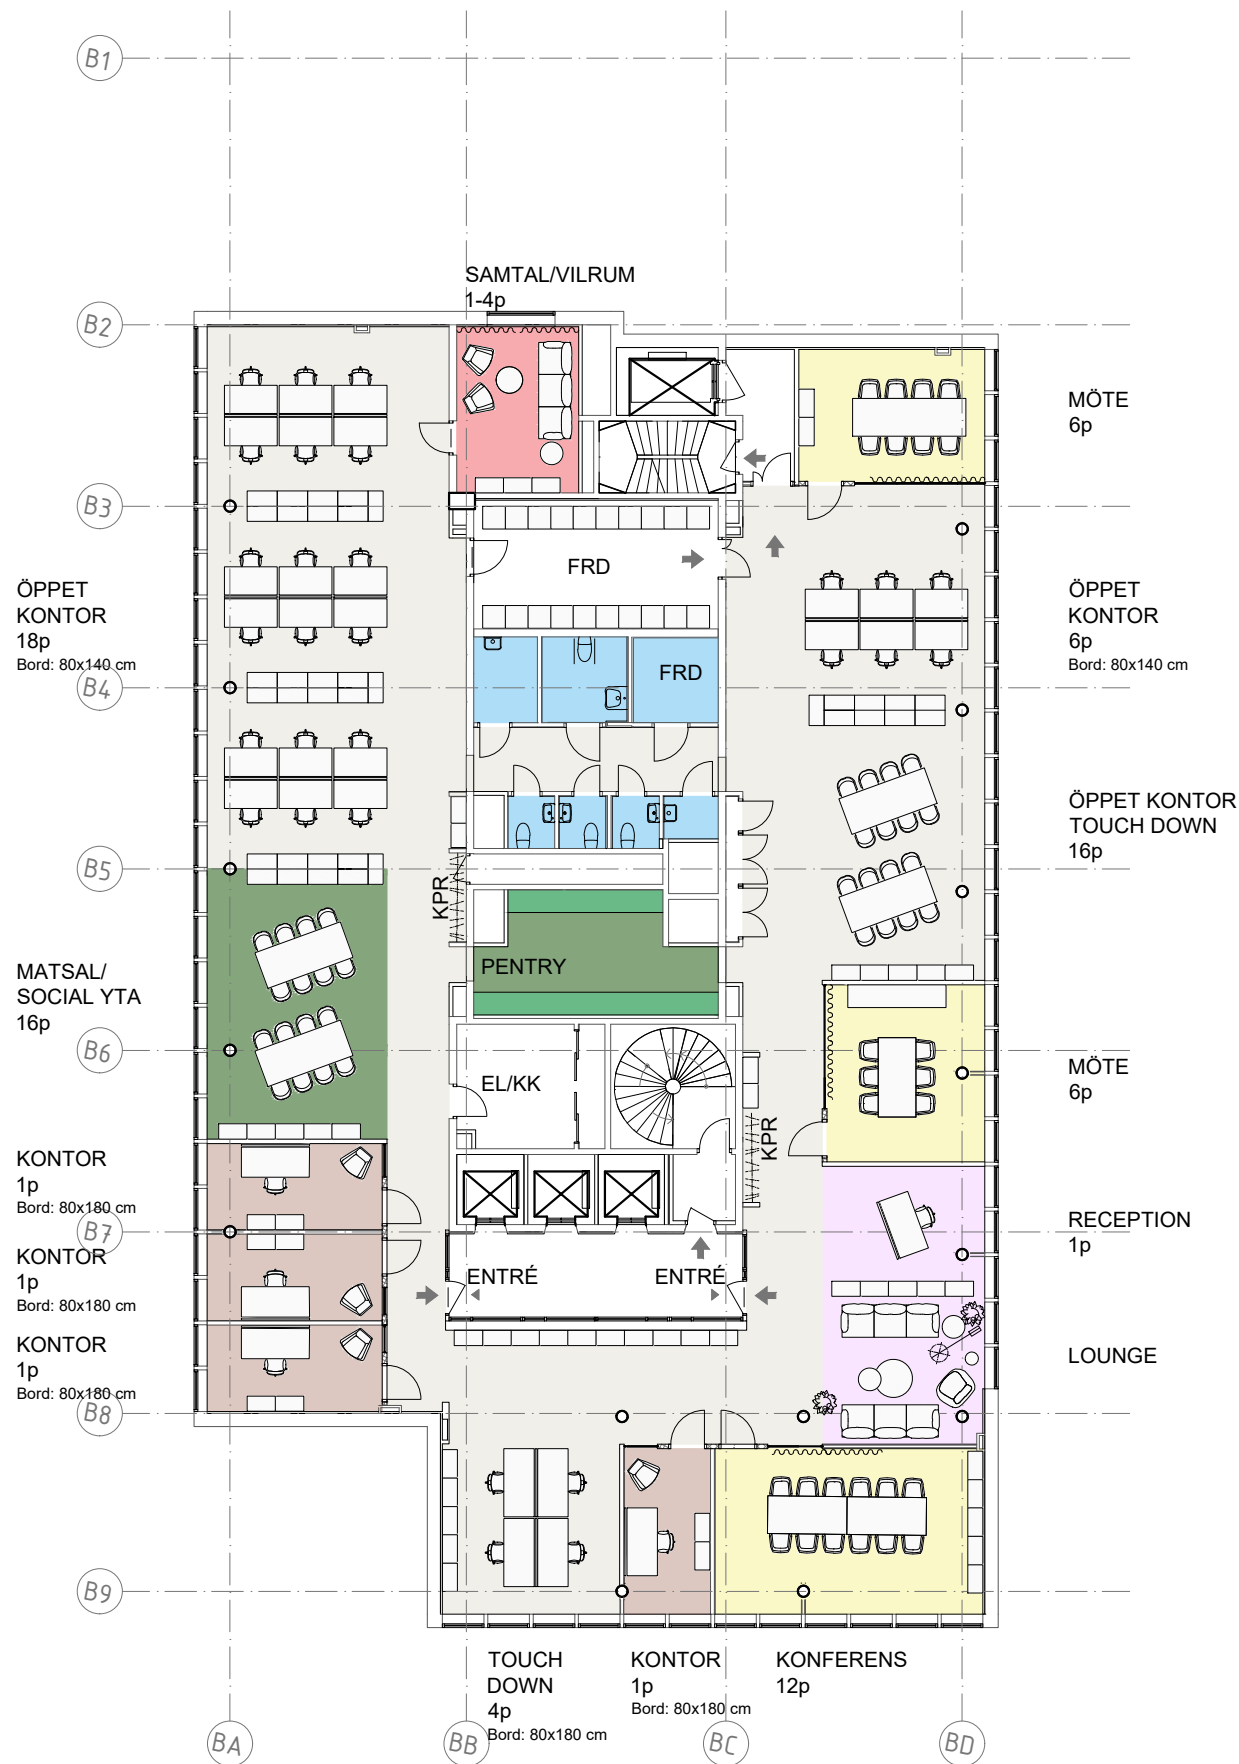 B1
SAMTAL/VILRUM
1-4p
B2
MÖTE
6p
B3
FRD
ÖPPET
KONTOR
18p
Bord: 80x140 cm
ÖPPET
KONTOR
6p
Bord: 80x140 cm
FRD
B4
ÖPPET KONTOR
TOUCH DOWN
16p
B5
KPR
PENTRY
MATSAL/
SOCIAL YTA
16p
B6
EL/KK
MÖTE
6p
KPR
KONTOR
1p
Bord: 80x180 cm
B7
RECEPTION
1p
KONTOR
1p
Bord: 80x180 cm
ENTRÉ
ENTRÉ
KONTOR
1p
Bord: 80x180 cm
LOUNGE
B8
B9
TOUCH
DOWN
4p
Bord: 80x180 cm
KONTOR
1p
Bord: 80x180 cm
KONFERENS
12p
BA
BB
BC
BD